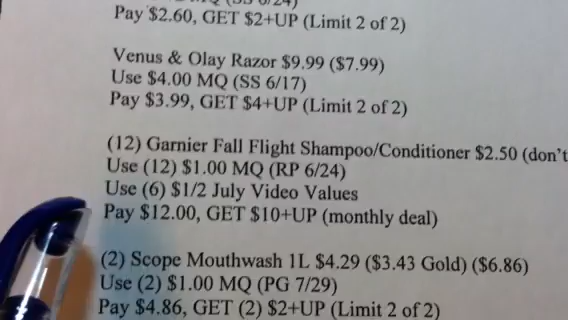 Pay $2.60, GET $2+UP (Limit 2 of 2)
Venus & Olay Razor $9.99 ($7.99)
Use $4.00 MQ (SS 6/17)
Pay $3.99, GET $4+UP (Limit 2 of 2)
(12) Garnier Fall Flight Shampoo/Conditioner $2.50 (don't
Use (12) $1.00 MQ (RP 6/24)
Use (6) $1/2 July Video Values
Pay $12.00, GET $10+UP (monthly deal)
(2) Scope Mouthwash 1L $4.29 ($3.43 Gold) ($6.86)
Use (2) $1.00 MQ (PG 7/29)
Pay $4.86, GET (2) $2+UP (Limit 2 of 2)